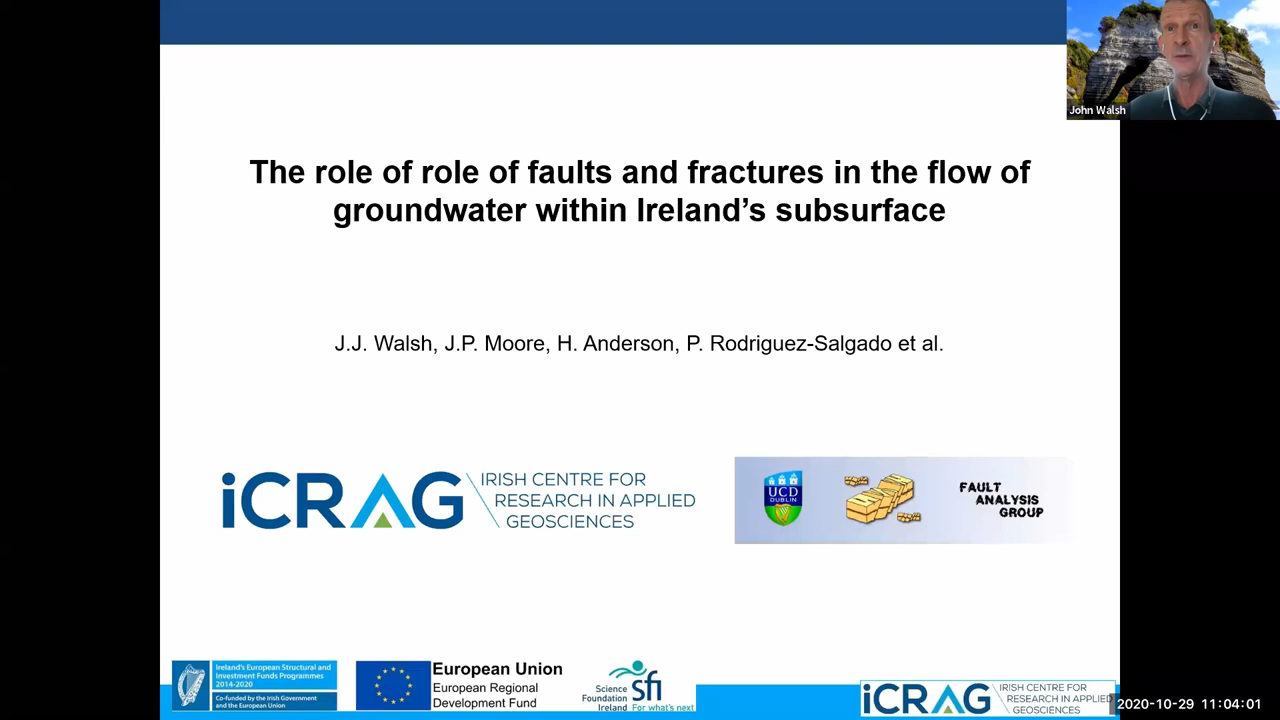 John Walsh
The role of role of faults and fractures in the flow of
groundwater within Ireland's subsurface
J.J. Walsh, J.P. Moore, H. Anderson, P. Rodriguez-Salgado et al.
iCRAG
IRISH CENTRE FOR
RESEARCH IN APPLIED
GEOSCIENCES
UCD
DUBLIN
FAULT
ANALYSIS
GROUP
Ireland's European Structural and
Investment Funds Programmes
2014-2020
Co-funded by the Irish Government
and the European Union
European Union
European Regional
Development Fund
Science
Foundation
Ireland
sfi
For what's next
iCRAG
IRISH CENTRE FOR
RESEARCH IN APPLIED
GEOSCIENCES
2020-10-29 11:04:01